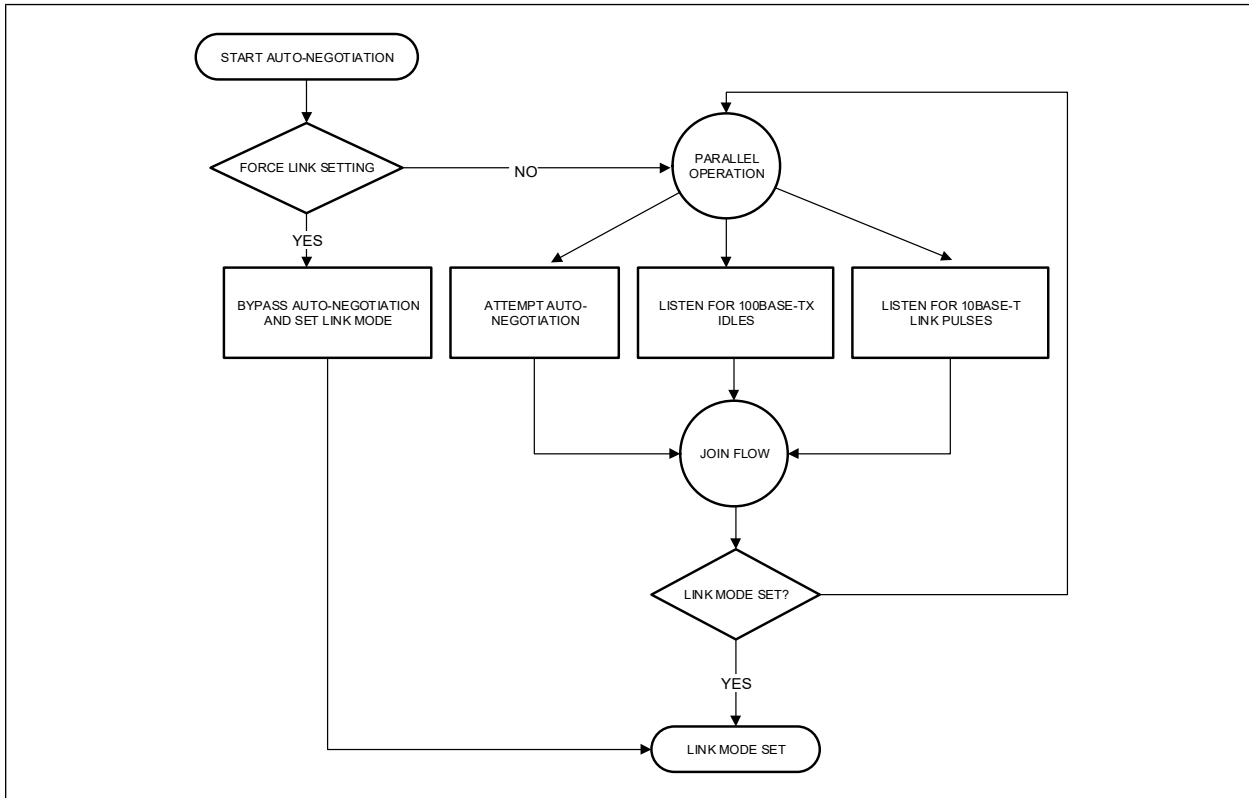 START AUTO-NEGOTIATION
FORCE LINK SETTING
NO
PARALLEL
OPERATION
YES
BYPASS AUTO-NEGOTIATION
AND SET LINK MODE
ATTEMPT AUTO-
NEGOTIATION
LISTEN FOR 100BASE-TX
IDLES
LISTEN FOR 10BASE-T
LINK PULSES
JOIN FLOW
LINK MODE SET?
YES
LINK MODE SET